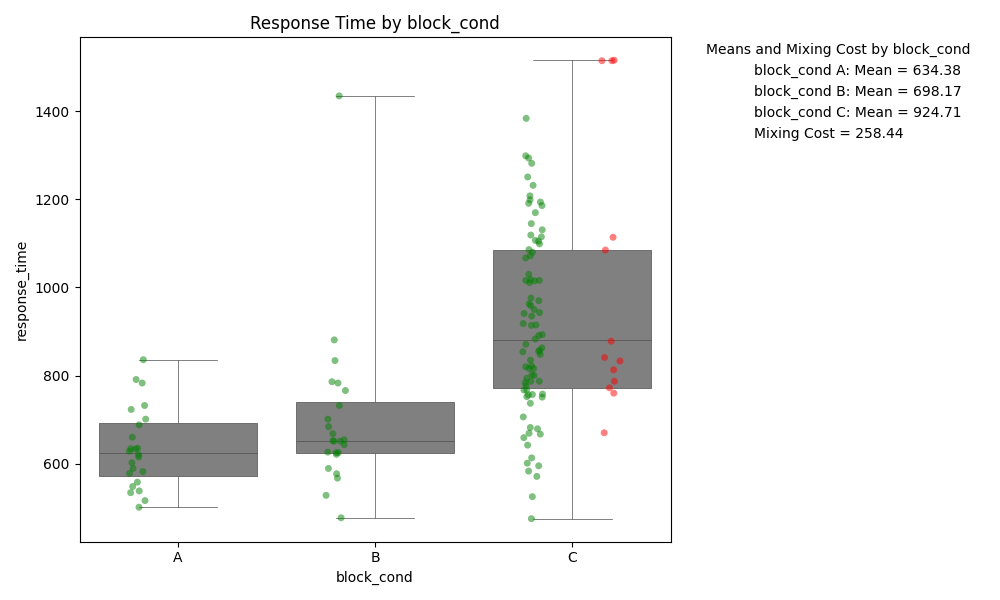 Response Time by block_cond
Means and Mixing Cost by block_cond
block_cond A: Mean = 634.38
block_cond B: Mean = 698.17
block_cond C: Mean = 924.71
Mixing Cost = 258.44
response_time
1400
1200
1000
800
600
A
B
C
block_cond